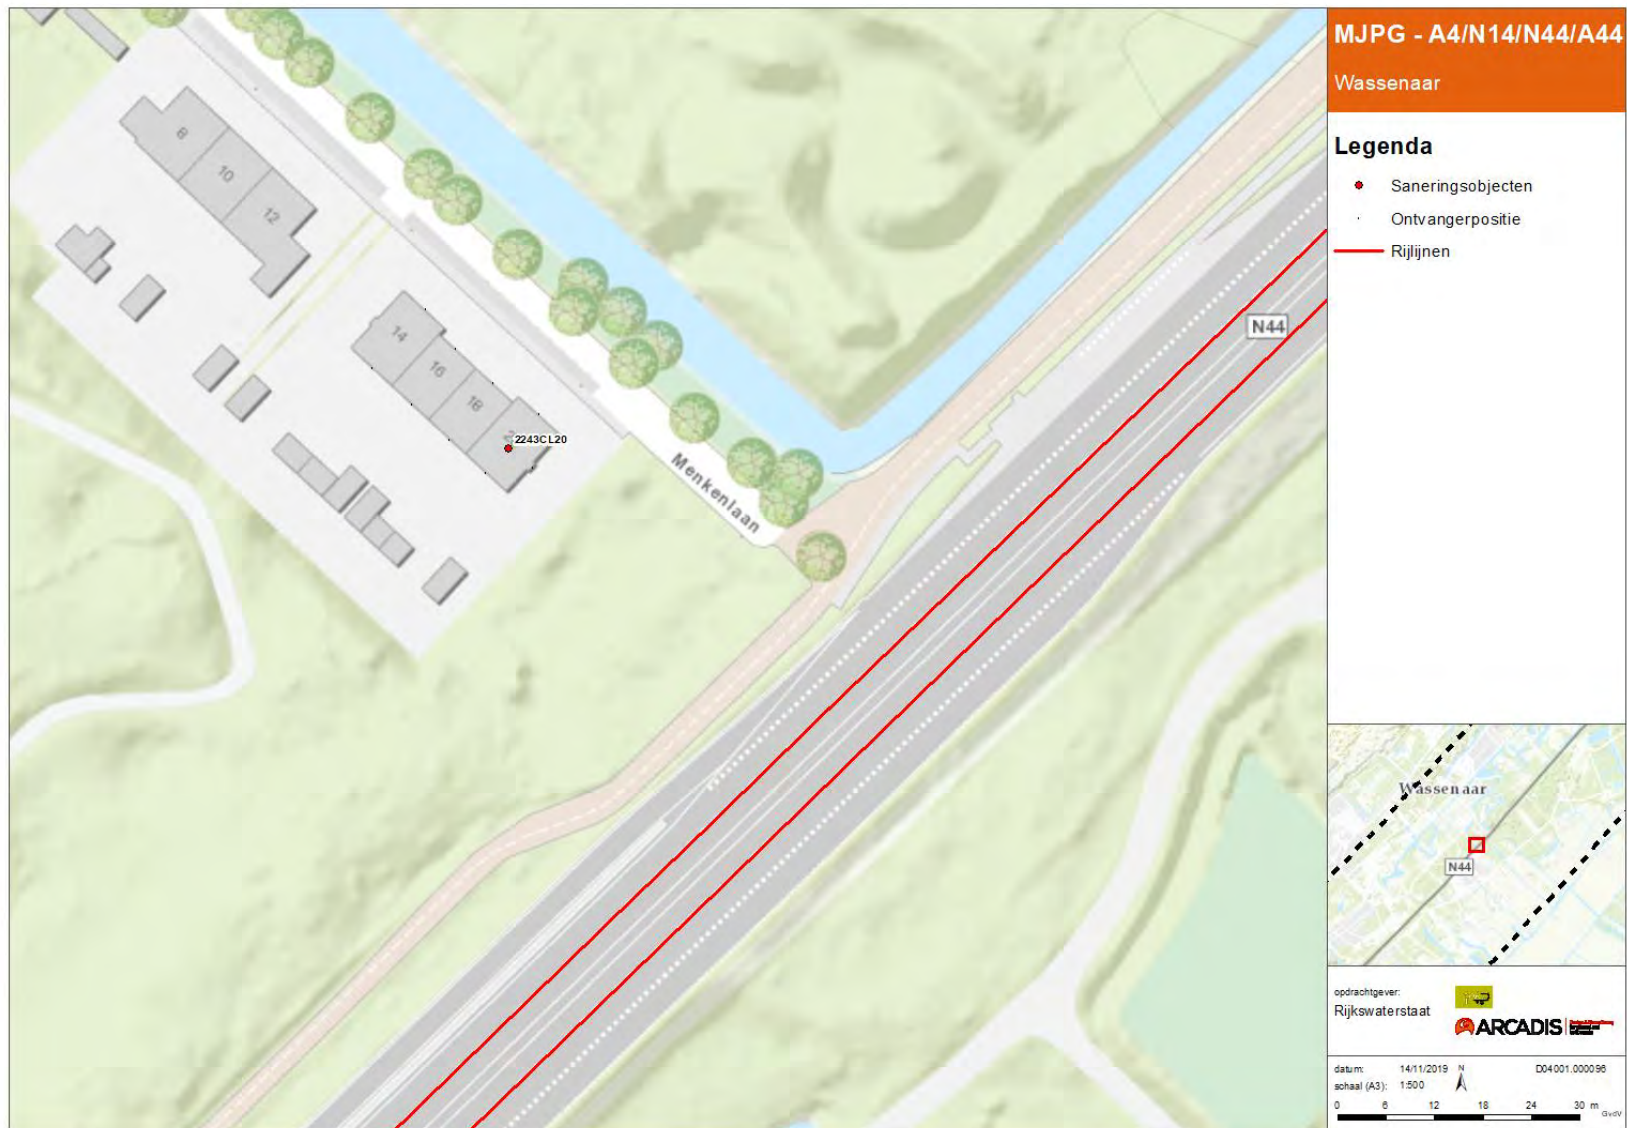 MJPG - A4/N14/N44/A44
Wassenaar
Legenda
Saneringsobjecten
Ontvangerpositie
Rijlijnen
8
10
12
14
16
18
2243CL20
Menkenlaan
N44
Wassenaar
N44
opdrachtgever:
Rijkswaterstaat
ARCADIS
datum: 14/11/2019 N D04001.000096
schaal (A3): 1:500
0 6 12 18 24 30 m
GvdV